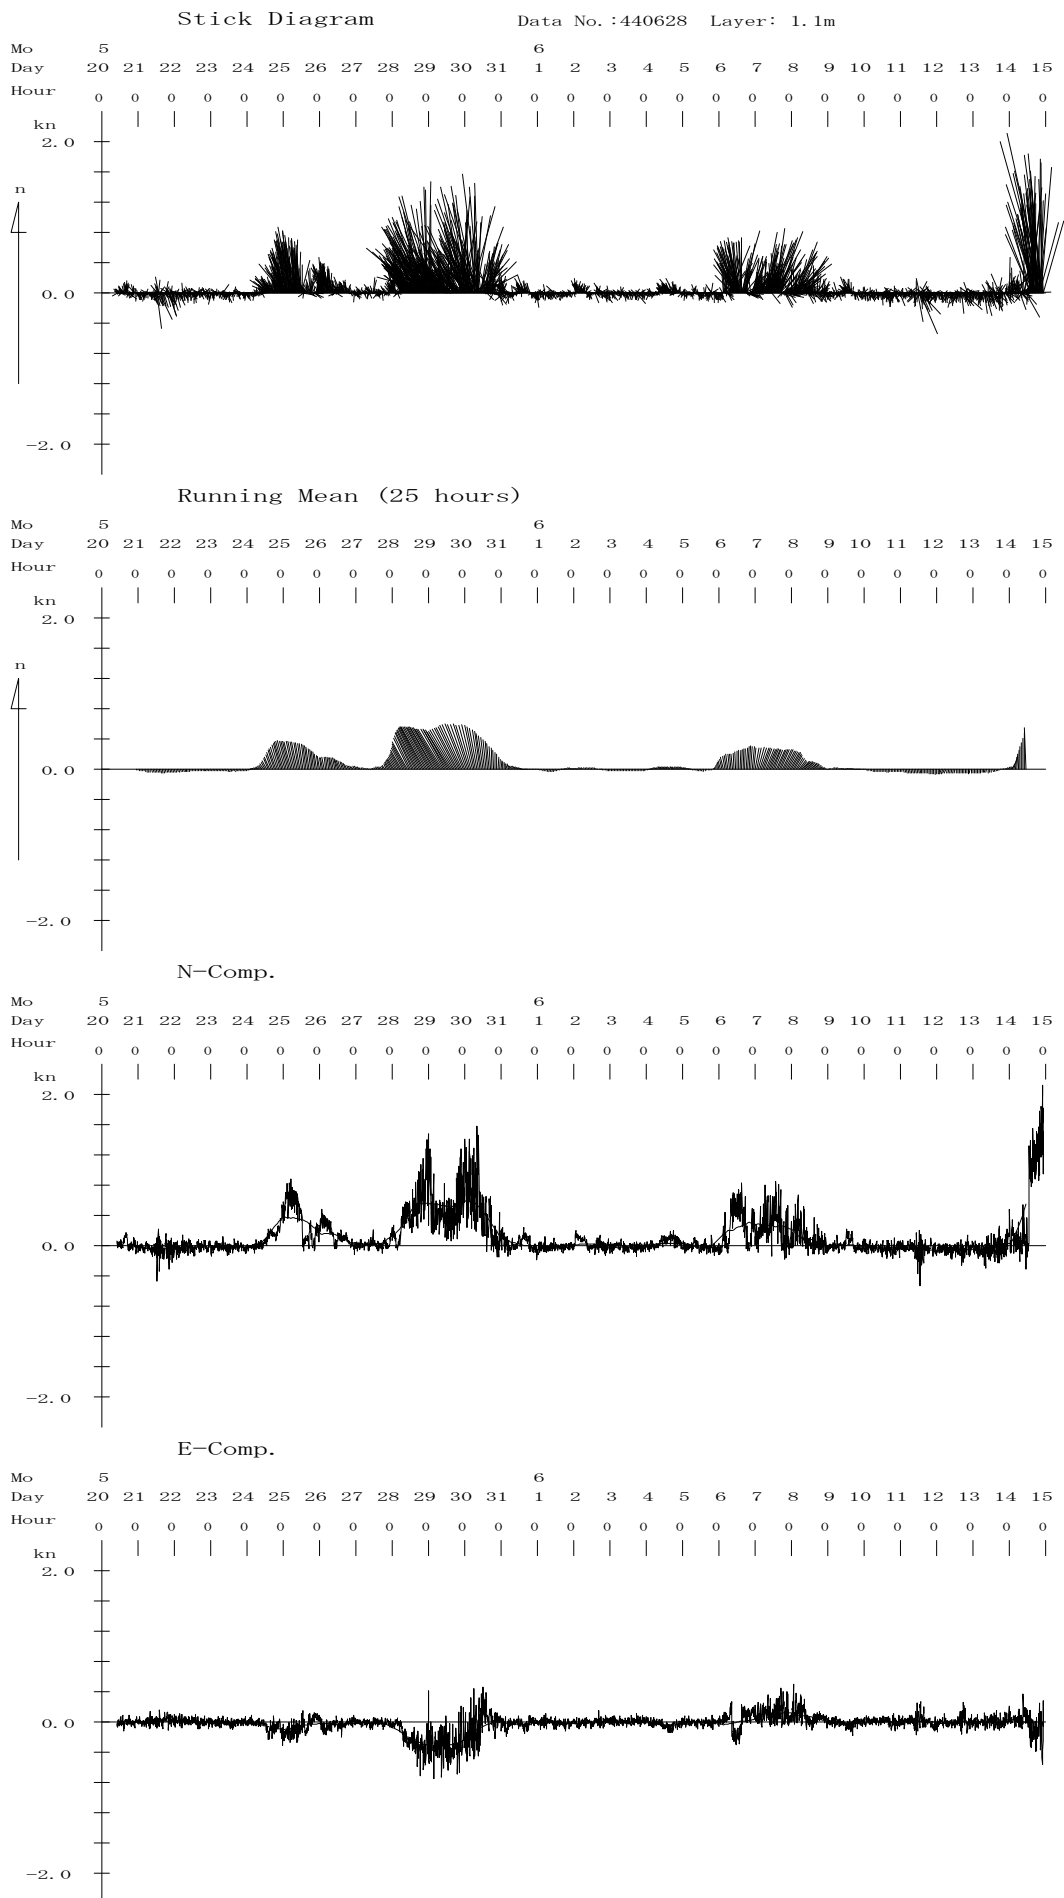 Stick Diagram Data No.:440628 Layer: 1.1m
Mo 5 6
Day 20 21 22 23 24 25 26 27 28 29 30 31 1 2 3 4 5 6 7 8 9 10 11 12 13 14 15
Hour 0 0 0 0 0 0 0 0 0 0 0 0 0 0 0 0 0 0 0 0 0 0 0 0 0 0 0
kn
2.0
n
0.0
-2.0
Running Mean (25 hours)
Mo 5 6
Day 20 21 22 23 24 25 26 27 28 29 30 31 1 2 3 4 5 6 7 8 9 10 11 12 13 14 15
Hour 0 0 0 0 0 0 0 0 0 0 0 0 0 0 0 0 0 0 0 0 0 0 0 0 0 0 0
kn
2.0
n
0.0
-2.0
N-Comp.
Mo 5 6
Day 20 21 22 23 24 25 26 27 28 29 30 31 1 2 3 4 5 6 7 8 9 10 11 12 13 14 15
Hour 0 0 0 0 0 0 0 0 0 0 0 0 0 0 0 0 0 0 0 0 0 0 0 0 0 0 0
kn
2.0
0.0
-2.0
E-Comp.
Mo 5 6
Day 20 21 22 23 24 25 26 27 28 29 30 31 1 2 3 4 5 6 7 8 9 10 11 12 13 14 15
Hour 0 0 0 0 0 0 0 0 0 0 0 0 0 0 0 0 0 0 0 0 0 0 0 0 0 0 0
kn
2.0
0.0
-2.0